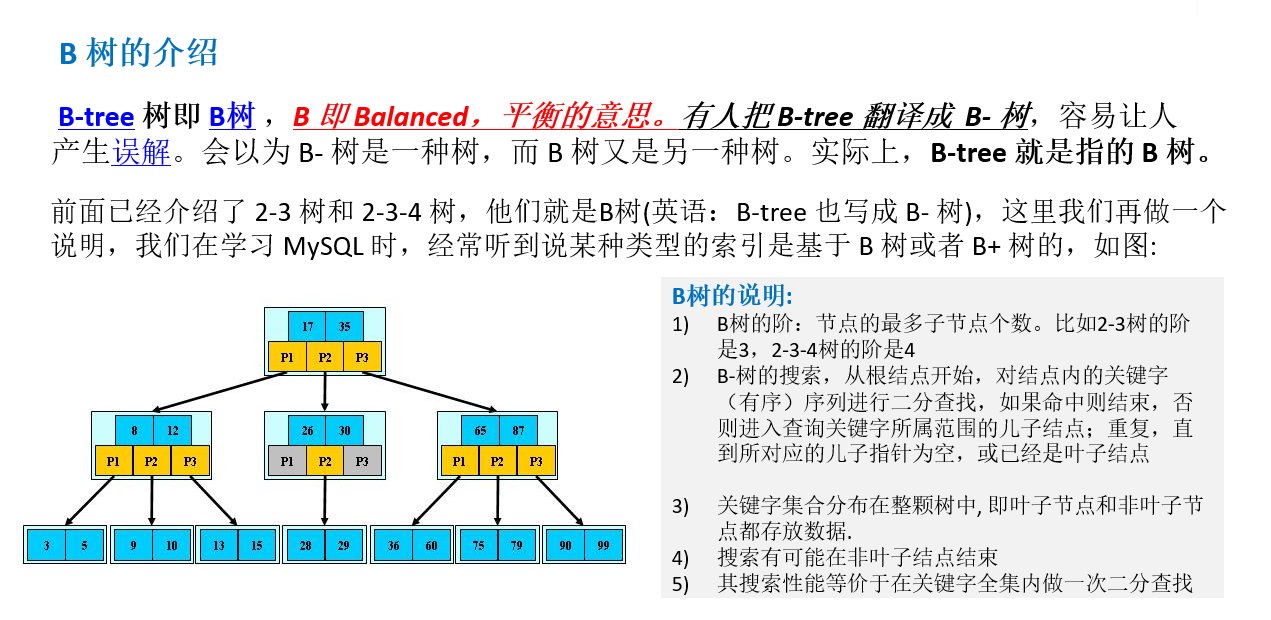 B 树的介绍
B-tree 树即 B树 ，B 即 Balanced，平衡的意思。有人把 B-tree 翻译成 B- 树，容易让人
产生误解。会以为 B- 树是一种树，而 B 树又是另一种树。实际上，B-tree 就是指的 B 树。
前面已经介绍了 2-3 树和 2-3-4 树，他们就是B树(英语：B-tree 也写成 B- 树)，这里我们再做一个
说明，我们在学习 MySQL 时，经常听到说某种类型的索引是基于 B 树或者 B+ 树的，如图:
17 35
P1 P2 P3
8 12
P1 P2 P3
26 30
P1 P2 P3
65 87
P1 P2 P3
3 5
9 10
13 15
28 29
36 60
75 79
90 99
B树的说明:
1) B树的阶：节点的最多子节点个数。比如2-3树的阶
是3，2-3-4树的阶是4
2) B-树的搜索，从根结点开始，对结点内的关键字
（有序）序列进行二分查找，如果命中则结束，否
则进入查询关键字所属范围的儿子结点；重复，直
到所对应的儿子指针为空，或已经是叶子结点
3) 关键字集合分布在整颗树中, 即叶子节点和非叶子节
点都存放数据.
4) 搜索有可能在非叶子结点结束
5) 其搜索性能等价于在关键字全集内做一次二分查找